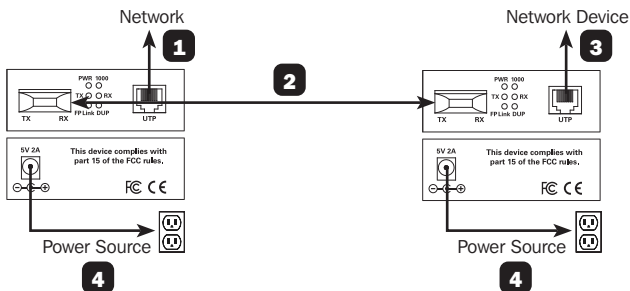 Network
Network Device
1
3
2
PWR 1000
TX RX
FP Link DUP
TX RX
UTP
PWR 1000
TX RX
FP Link DUP
TX RX
UTP
5V 2A
This device complies with
part 15 of the FCC rules.
FC CE
5V 2A
This device complies with
part 15 of the FCC rules.
FC CE
Power Source
Power Source
4
4